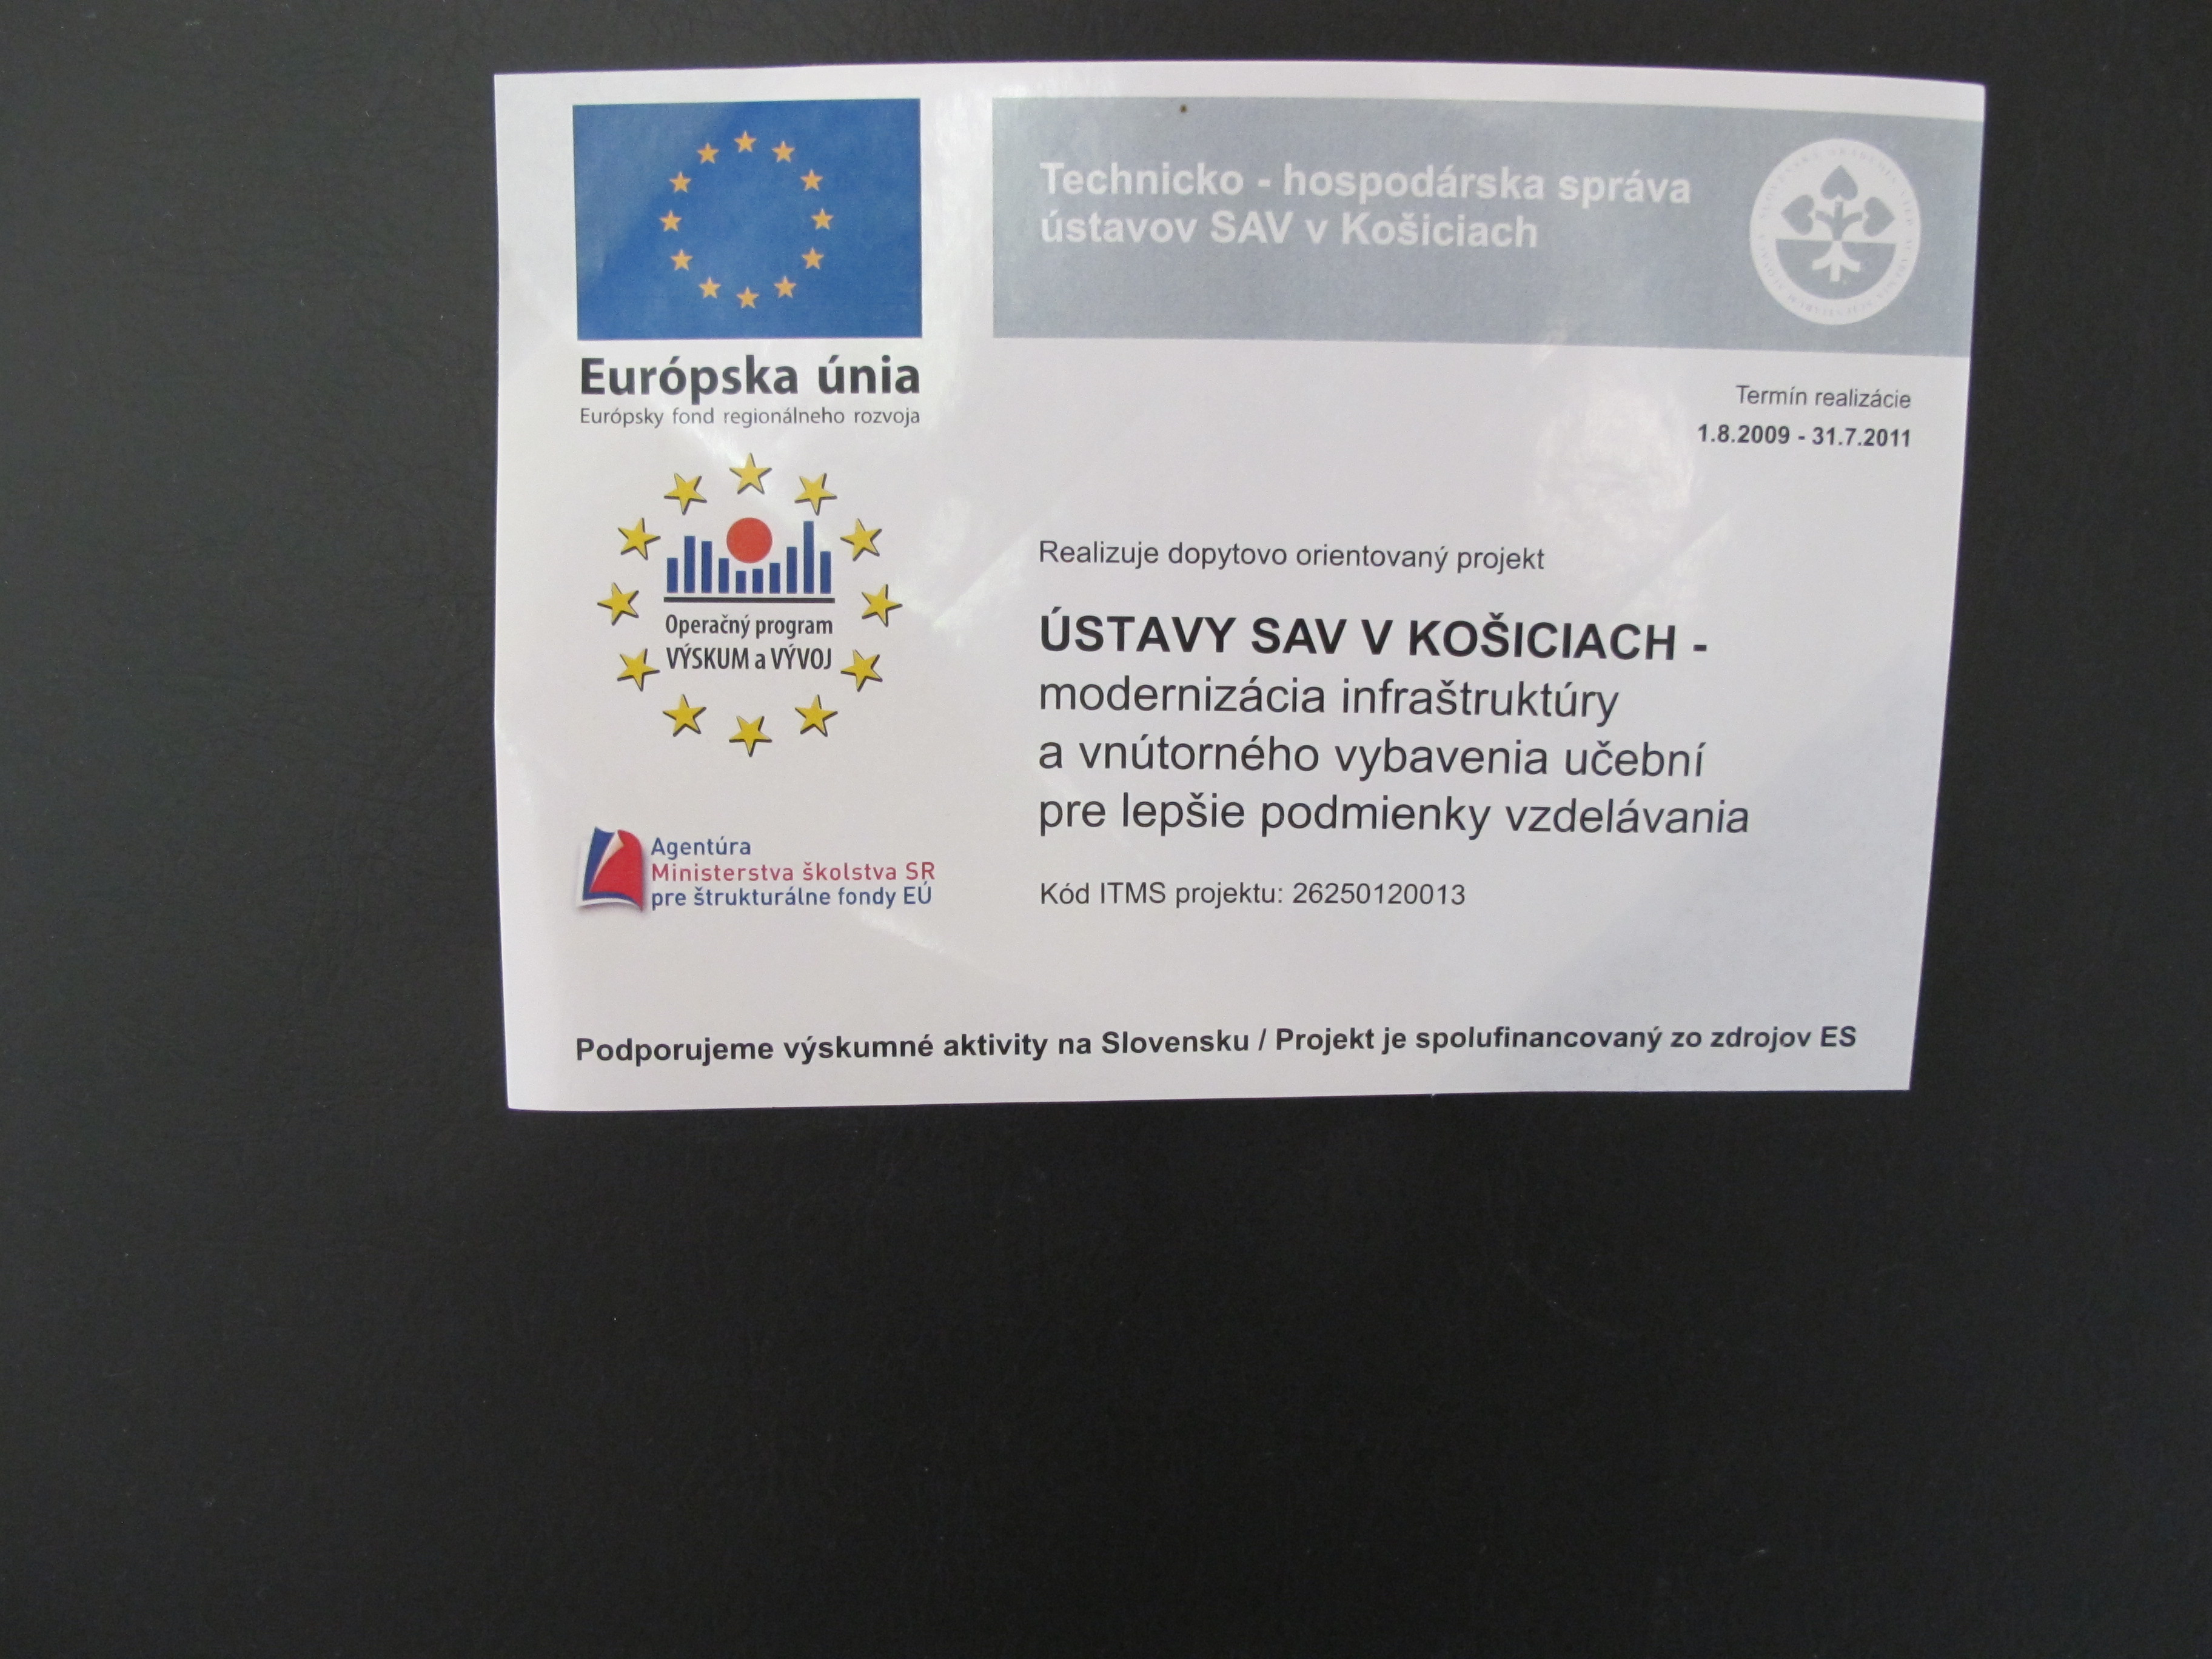 Európska únia
Európsky fond regionálneho rozvoja
Operačný program
VÝSKUM a VÝVOJ
Agentúra
Ministerstva školstva SR
pre štrukturálne fondy EÚ
Technicko - hospodárska správa
ústavov SAV v Košiciach
Termín realizácie
1.8.2009 - 31.7.2011
Realizuje dopytovo orientovaný projekt
ÚSTAVY SAV V KOŠICIACH -
modernizácia infraštruktúry
a vnútorného vybavenia učební
pre lepšie podmienky vzdelávania
Kód ITMS projektu: 26250120013
Podporujeme výskumné aktivity na Slovensku / Projekt je spolufinancovaný zo zdrojov ES